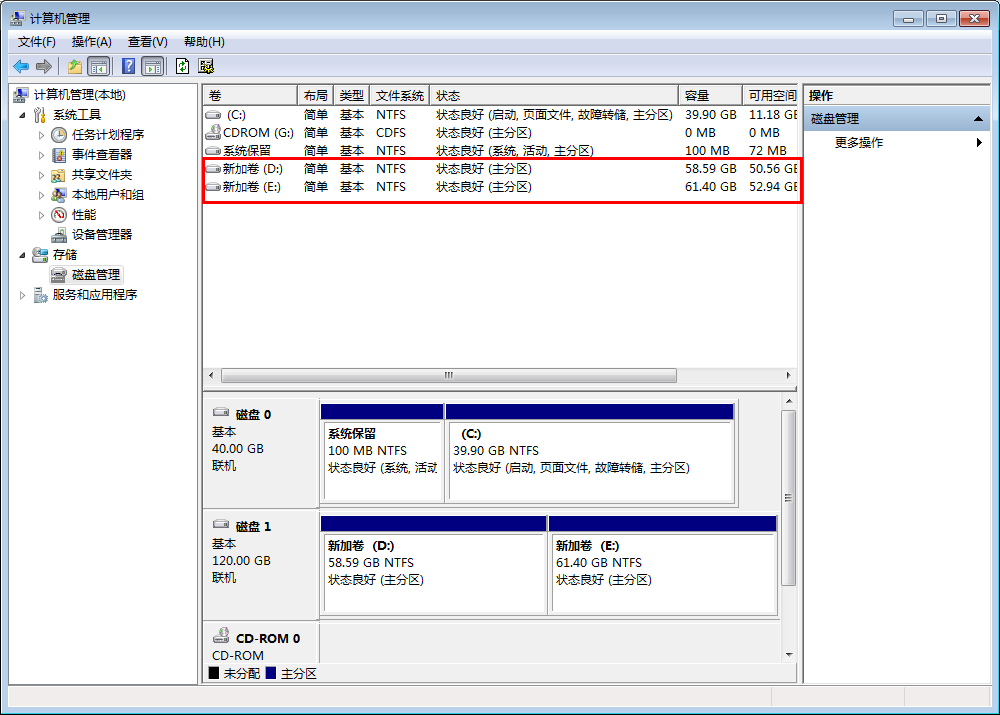 计算机管理
文件(F) 操作(A) 查看(V) 帮助(H)
计算机管理(本地)
系统工具
任务计划程序
事件查看器
共享文件夹
本地用户和组
性能
设备管理器
存储
磁盘管理
服务和应用程序
卷 布局 类型 文件系统 状态 容量 可用空间
(C:) 简单 基本 NTFS 状态良好 (启动, 页面文件, 故障转储, 主分区) 39.90 GB 11.18 GB
CDROM (G:) 简单 基本 CDFS 状态良好 (主分区) 0 MB 0 MB
系统保留 简单 基本 NTFS 状态良好 (系统, 活动, 主分区) 100 MB 72 MB
新加卷 (D:) 简单 基本 NTFS 状态良好 (主分区) 58.59 GB 50.56 GB
新加卷 (E:) 简单 基本 NTFS 状态良好 (主分区) 61.40 GB 52.94 GB
磁盘 0
基本
40.00 GB
联机
系统保留
100 MB NTFS
状态良好 (系统, 活动
(C:)
39.90 GB NTFS
状态良好 (启动, 页面文件, 故障转储, 主分区)
磁盘 1
基本
120.00 GB
联机
新加卷 (D:)
58.59 GB NTFS
状态良好 (主分区)
新加卷 (E:)
61.40 GB NTFS
状态良好 (主分区)
CD-ROM 0
CD-ROM
未分配 主分区
操作
磁盘管理
更多操作